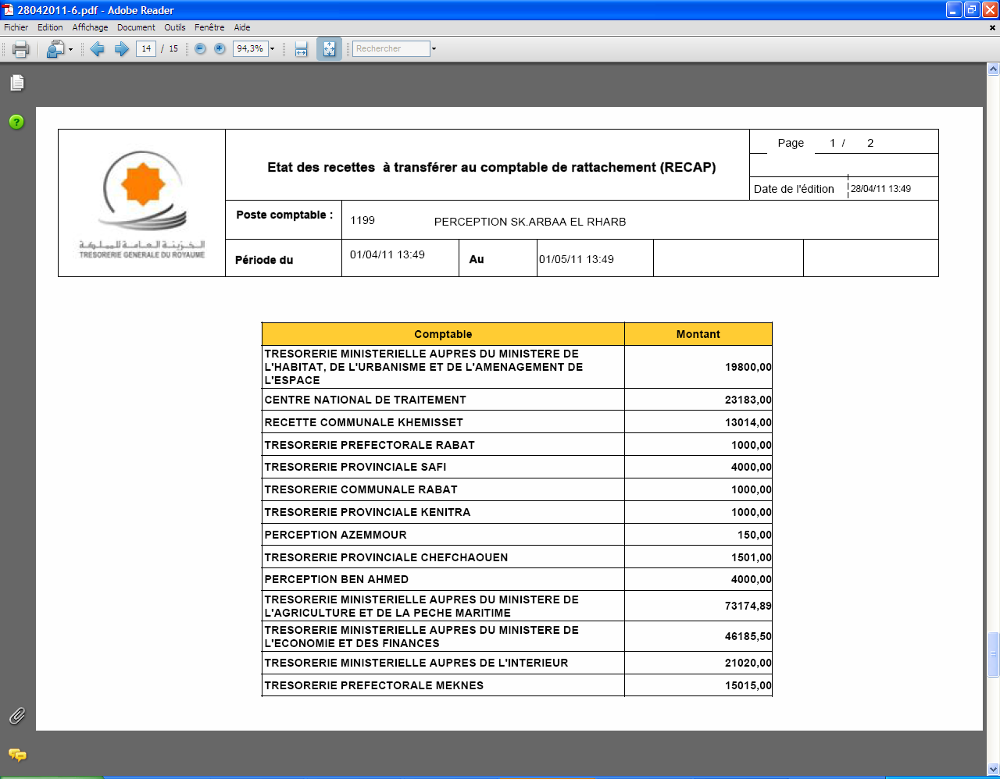 28042011-6.pdf - Adobe Reader
Fichier Edition Affichage Document Outils Fenêtre Aide
14 / 15 94,3% Rechercher
Page 1 / 2
Etat des recettes à transférer au comptable de rattachement (RECAP)
Date de l'édition 28/04/11 13:49
الخزينة العامة للمملكة
TRESORERIE GENERALE DU ROYAUME
Poste comptable : 1199 PERCEPTION SK.ARBAA EL RHARB
Période du 01/04/11 13:49 Au 01/05/11 13:49
Comptable Montant
TRESORERIE MINISTERIELLE AUPRES DU MINISTERE DE
L'HABITAT, DE L'URBANISME ET DE L'AMENAGEMENT DE 19800,00
L'ESPACE
CENTRE NATIONAL DE TRAITEMENT 23183,00
RECETTE COMMUNALE KHEMISSET 13014,00
TRESORERIE PREFECTORALE RABAT 1000,00
TRESORERIE PROVINCIALE SAFI 4000,00
TRESORERIE COMMUNALE RABAT 1000,00
TRESORERIE PROVINCIALE KENITRA 1000,00
PERCEPTION AZEMMOUR 150,00
TRESORERIE PROVINCIALE CHEFCHAOUEN 1501,00
PERCEPTION BEN AHMED 4000,00
TRESORERIE MINISTERIELLE AUPRES DU MINISTERE DE
L'AGRICULTURE ET DE LA PECHE MARITIME 73174,89
TRESORERIE MINISTERIELLE AUPRES DU MINISTERE DE
L'ECONOMIE ET DES FINANCES 46185,50
TRESORERIE MINISTERIELLE AUPRES DE L'INTERIEUR 21020,00
TRESORERIE PREFECTORALE MEKNES 15015,00